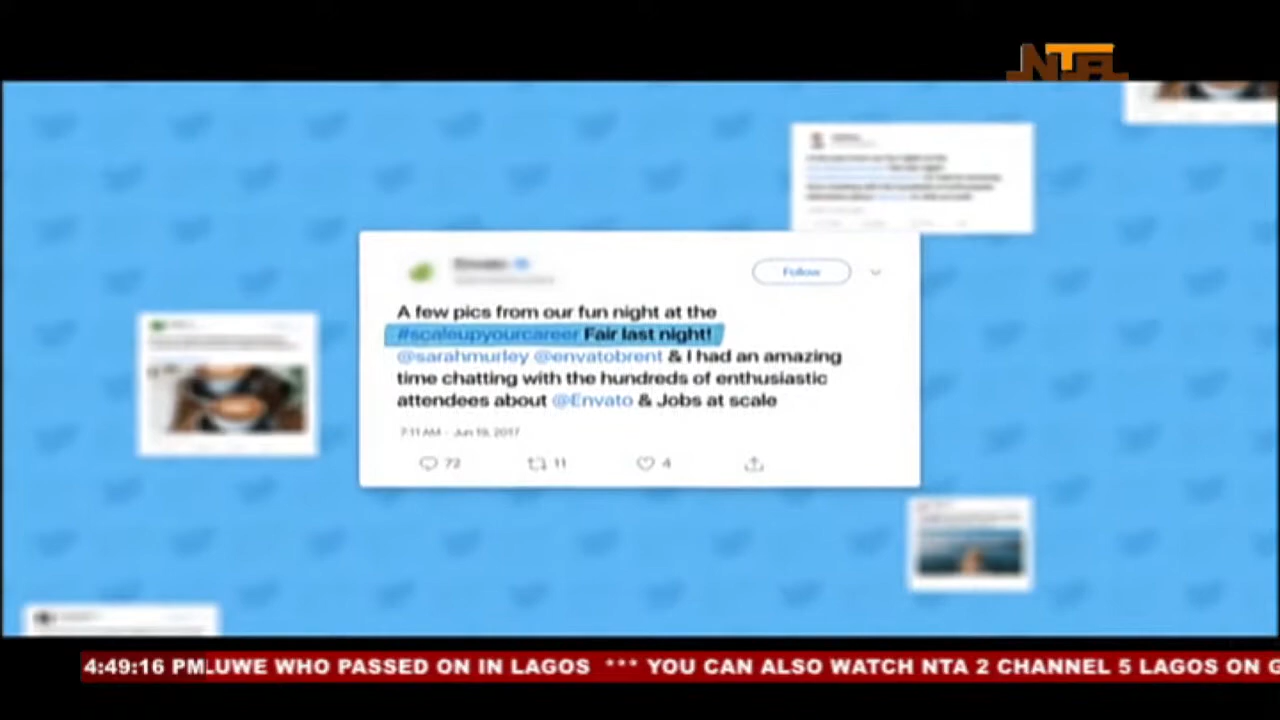 NTA
Envato
Follow
A few pics from our fun night at the
#scaleupyourcareer Fair last night!
@sarahmurley @envatobrent & I had an amazing
time chatting with the hundreds of enthusiastic
attendees about @Envato & Jobs at scale
7:11 AM - Jun 19, 2017
72 11 4
4:49:16 PM LUWE WHO PASSED ON IN LAGOS *** YOU CAN ALSO WATCH NTA 2 CHANNEL 5 LAGOS ON G